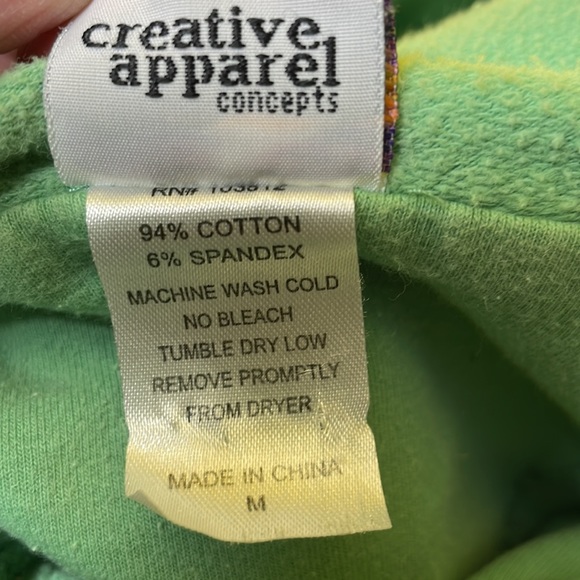 creative
apparel
concepts
94% COTTON
6% SPANDEX
MACHINE WASH COLD
NO BLEACH
TUMBLE DRY LOW
REMOVE PROMPTLY
FROM DRYER
MADE IN CHINA
M